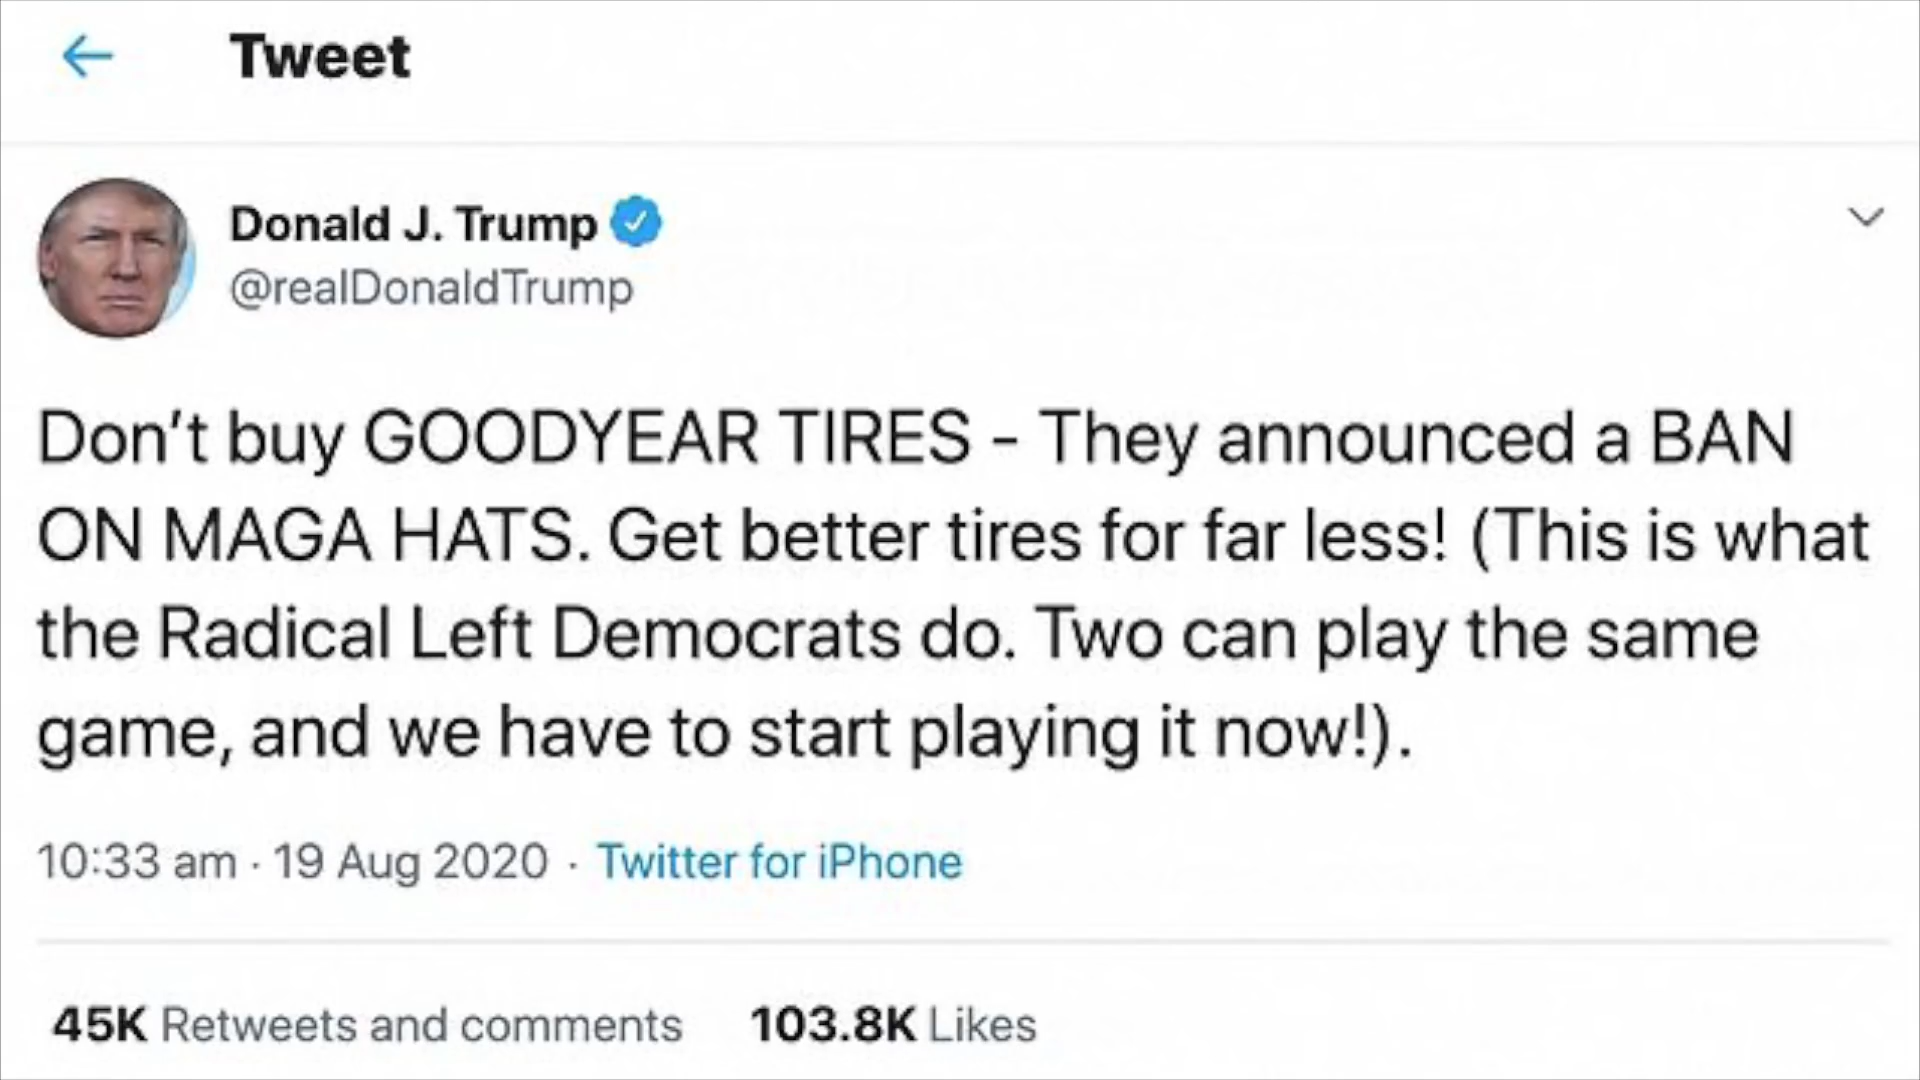 Tweet
Donald J. Trump
@realDonaldTrump
Don't buy GOODYEAR TIRES - They announced a BAN
ON MAGA HATS. Get better tires for far less! (This is what
the Radical Left Democrats do. Two can play the same
game, and we have to start playing it now!).
10:33 am · 19 Aug 2020 · Twitter for iPhone
45K Retweets and comments 103.8K Likes